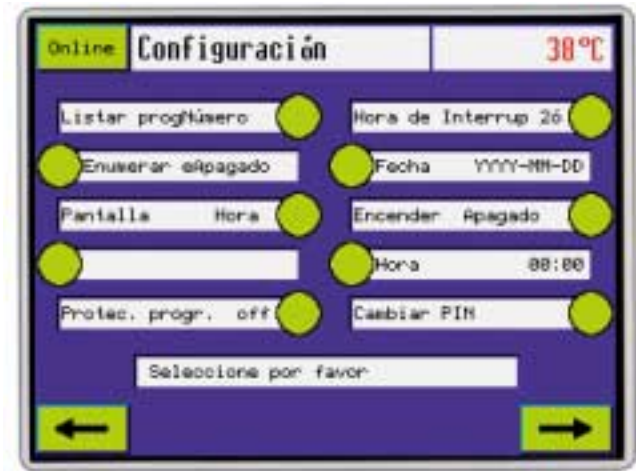 Online Configuración 38°C
Listar progNúmero
Hora de Interrup 26
Enumerar eApagado
Fecha YYYY-MM-DD
Pantalla Hora
Encender Apagado
Hora 00:00
Protec. progr. off
Cambiar PIN
Seleccione por favor